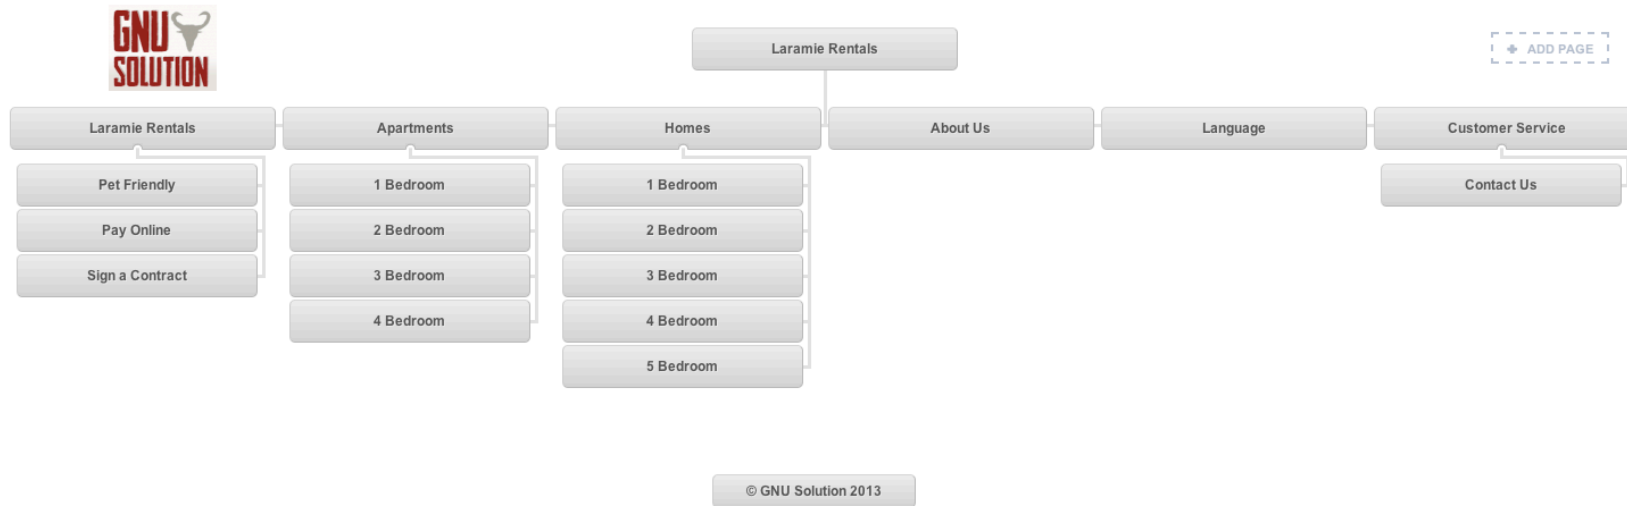 GNU
SOLUTION
Laramie Rentals
ADD PAGE
Laramie Rentals
Apartments
Homes
About Us
Language
Customer Service
Pet Friendly
Pay Online
Sign a Contract
1 Bedroom
2 Bedroom
3 Bedroom
4 Bedroom
1 Bedroom
2 Bedroom
3 Bedroom
4 Bedroom
5 Bedroom
Contact Us
© GNU Solution 2013